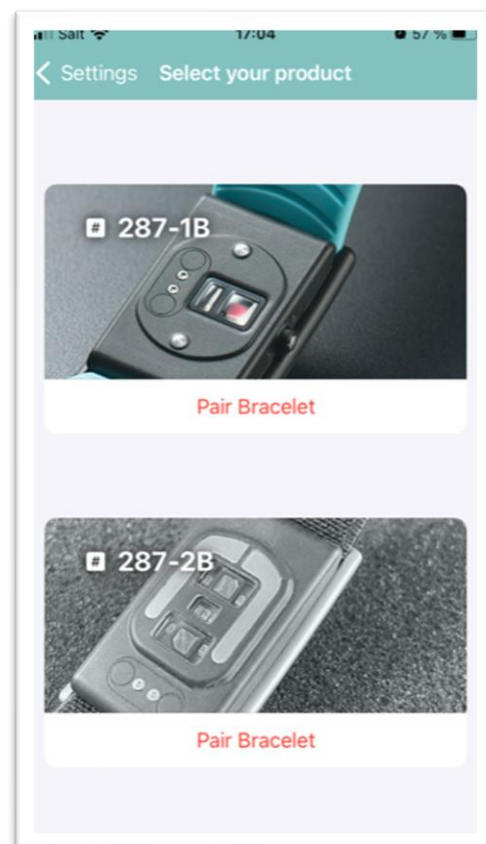 Salt 17:04 57 %
Settings Select your product
# 287-1B
Pair Bracelet
# 287-2B
Pair Bracelet